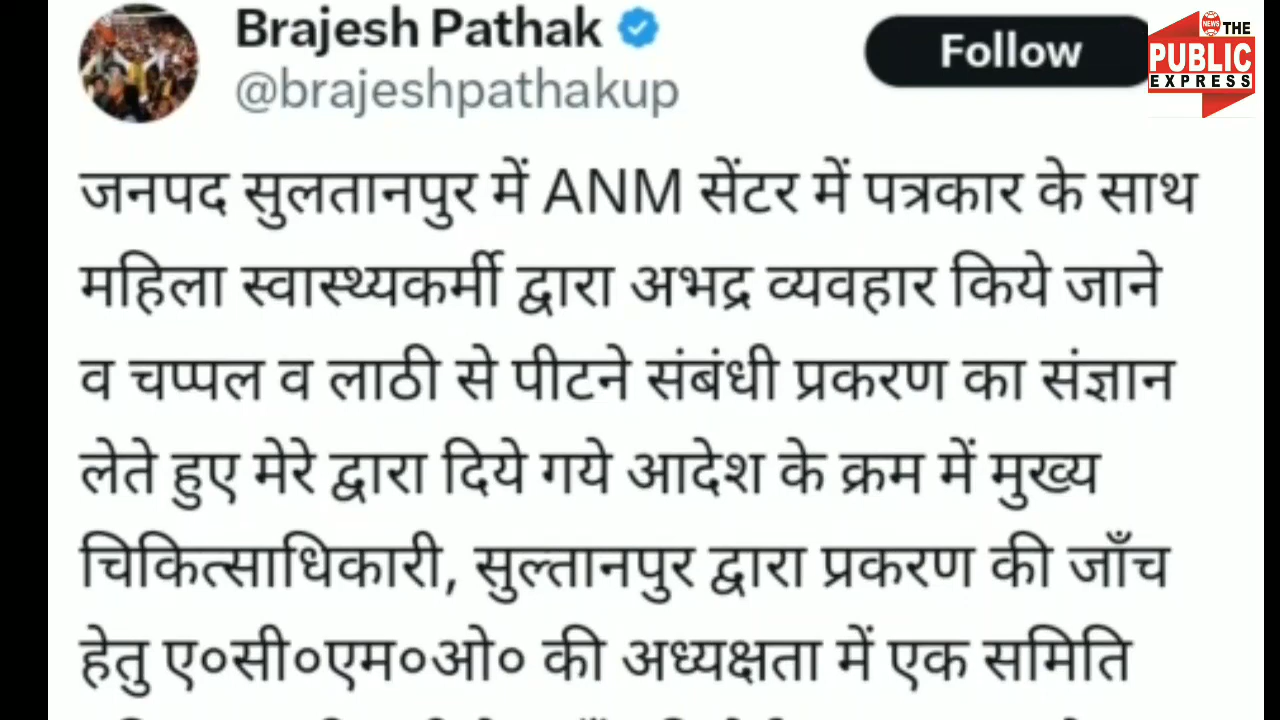 Brajesh Pathak
@brajeshpathakup
Follow
NEWS
THE
PUBLIC
EXPRESS
जनपद सुलतानपुर में ANM सेंटर में पत्रकार के साथ
महिला स्वास्थ्यकर्मी द्वारा अभद्र व्यवहार किये जाने
व चप्पल व लाठी से पीटने संबंधी प्रकरण का संज्ञान
लेते हुए मेरे द्वारा दिये गये आदेश के क्रम में मुख्य
चिकित्साधिकारी, सुल्तानपुर द्वारा प्रकरण की जाँच
हेतु ए०सी०एम०ओ० की अध्यक्षता में एक समिति